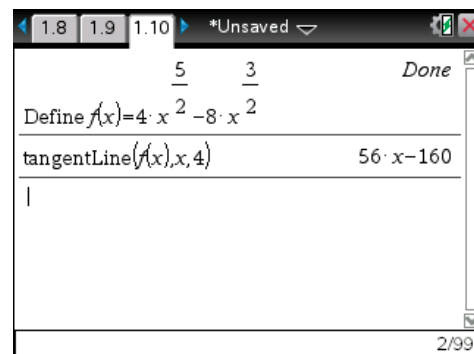 1.8 1.9 1.10 *Unsaved
Define f(x)=4·x^(5/2)−8·x^(3/2) Done
tangentLine(f(x),x,4) 56·x−160
2/99